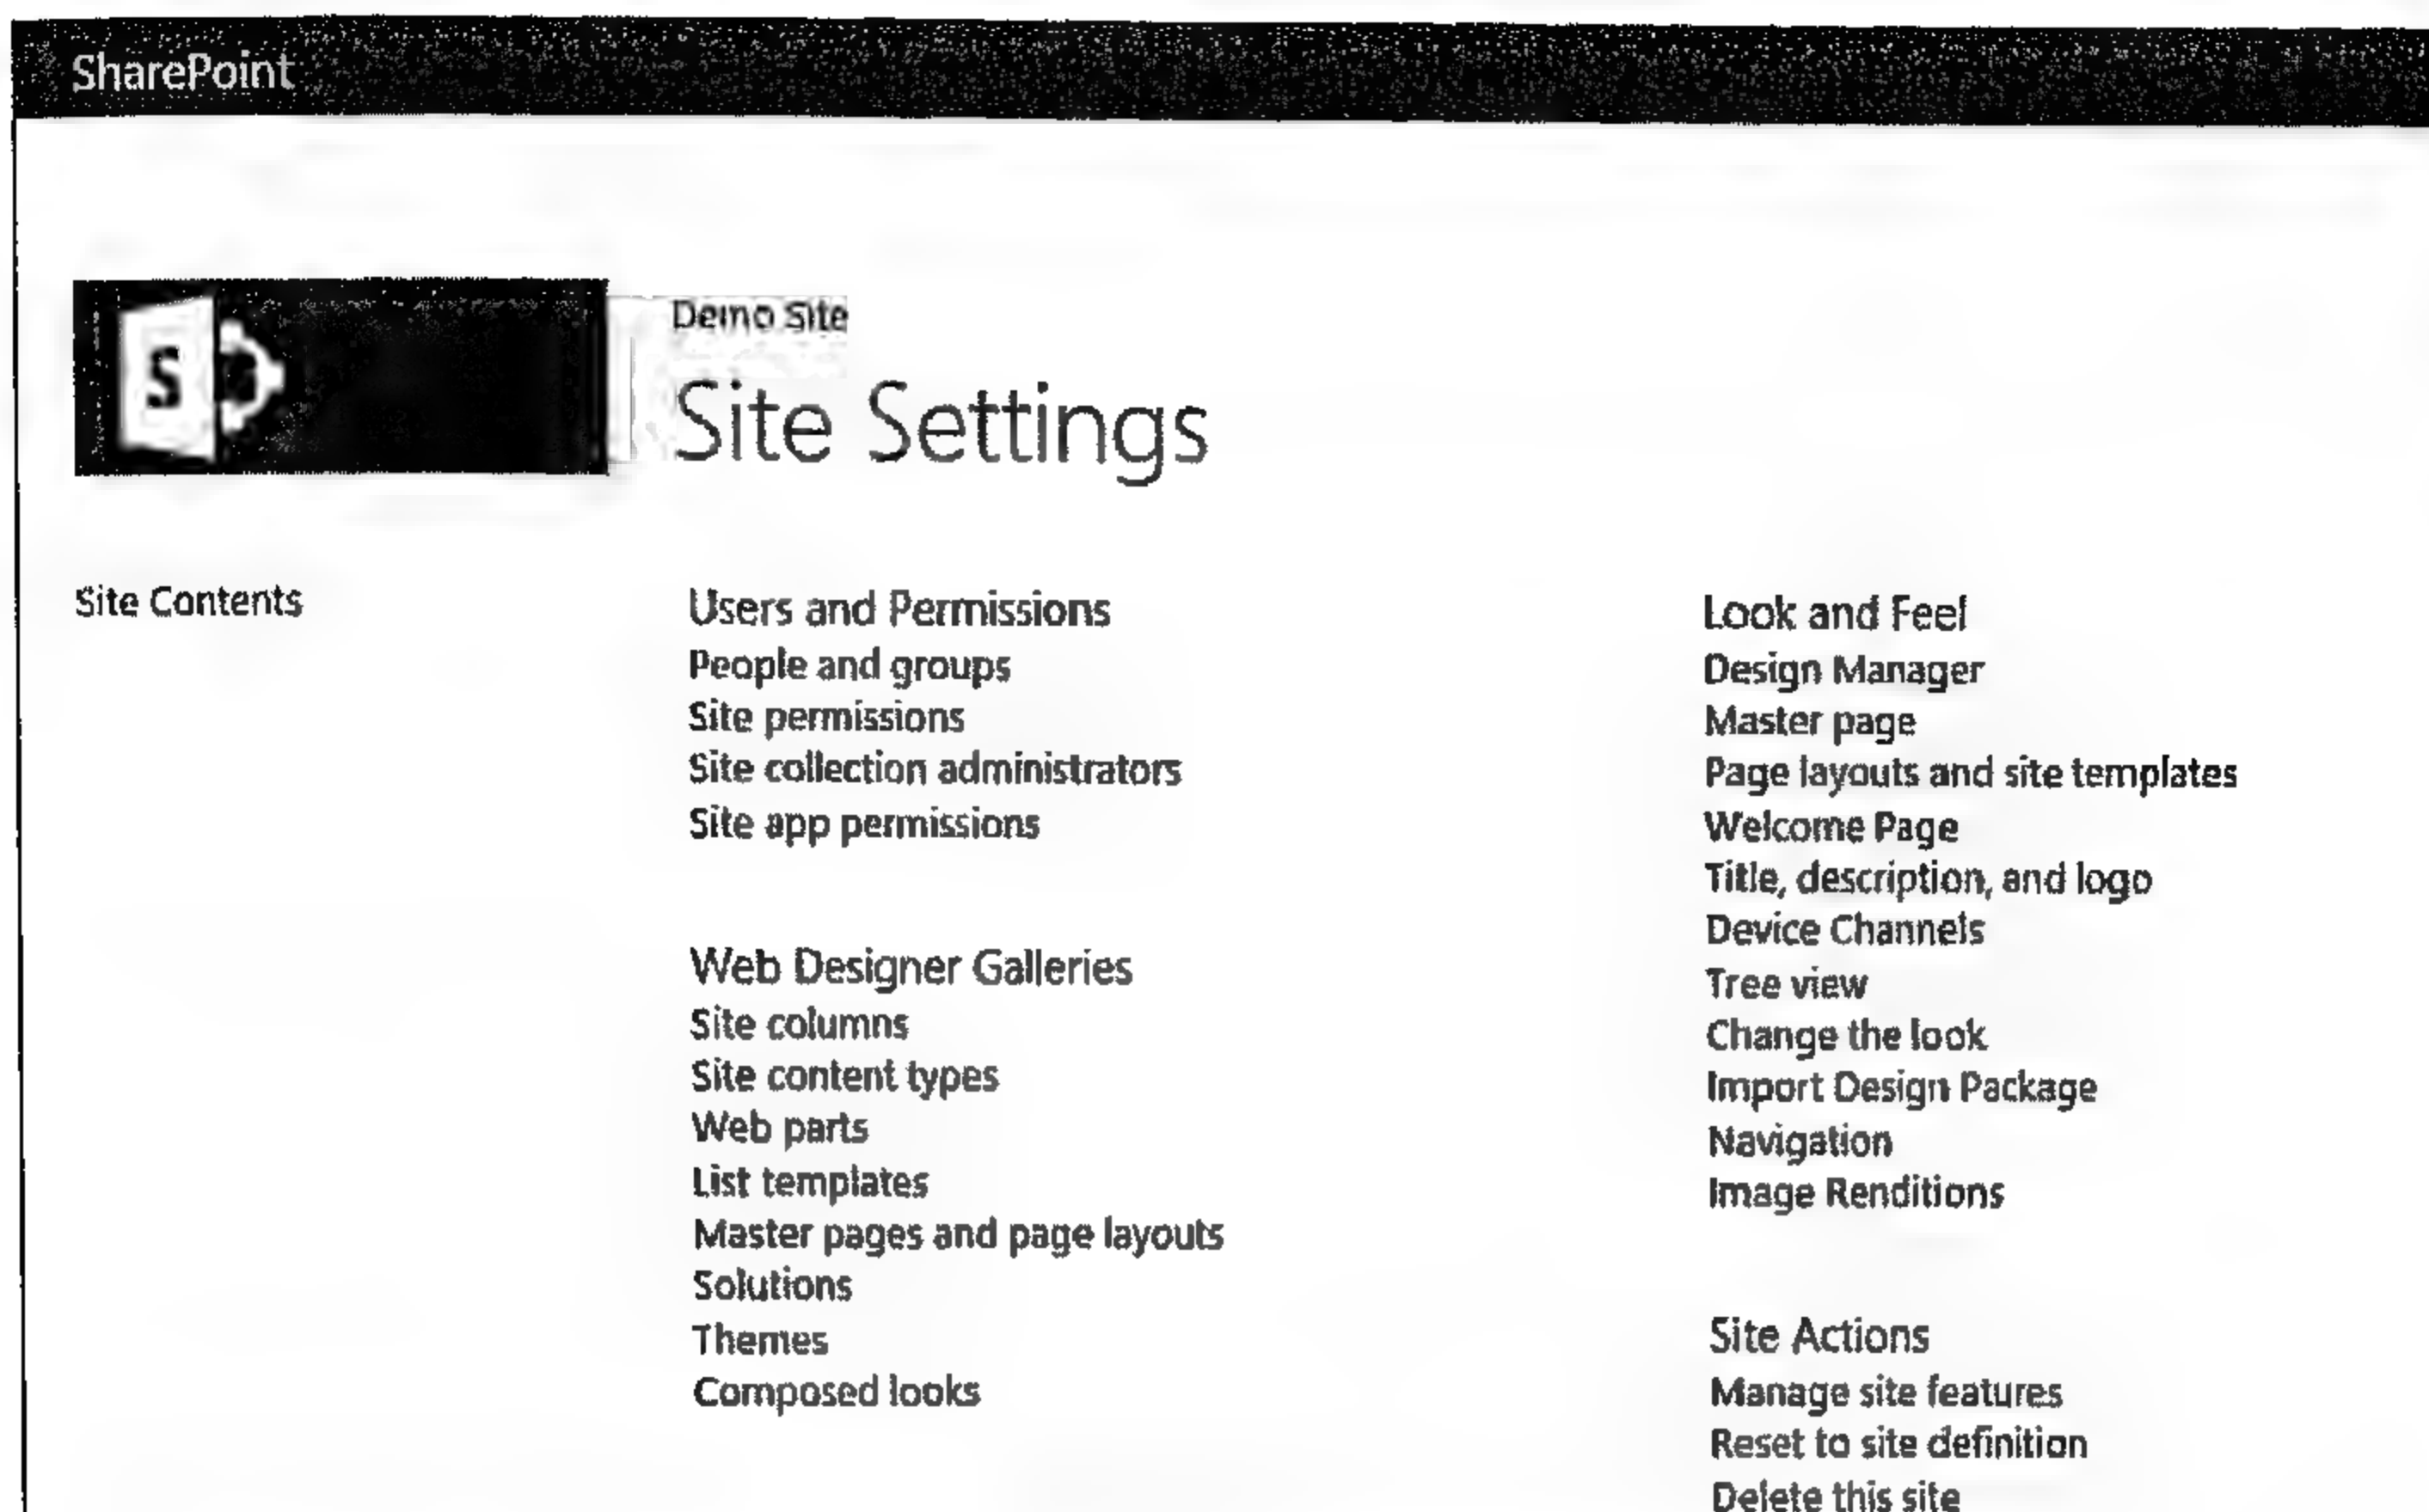 SharePoint
S
Demo Site
Site Settings
Site Contents
Users and Permissions
People and groups
Site permissions
Site collection administrators
Site app permissions
Web Designer Galleries
Site columns
Site content types
Web parts
List templates
Master pages and page layouts
Solutions
Themes
Composed looks
Look and Feel
Design Manager
Master page
Page layouts and site templates
Welcome Page
Title, description, and logo
Device Channels
Tree view
Change the look
Import Design Package
Navigation
Image Renditions
Site Actions
Manage site features
Reset to site definition
Delete this site